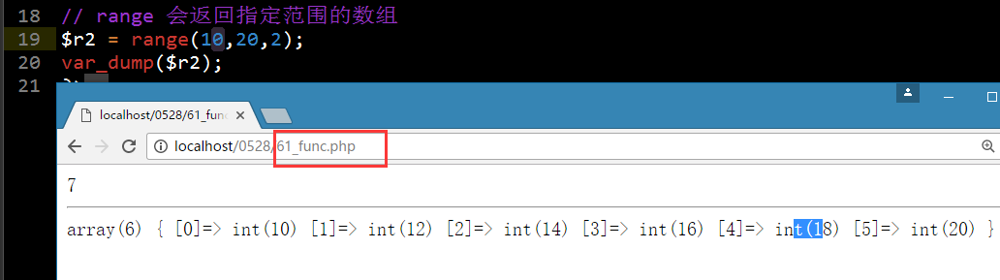 18 // range 会返回指定范围的数组
19 $r2 = range(10,20,2);
20 var_dump($r2);
21
localhost/0528/61_fun
localhost/0528/61_func.php
7
array(6) { [0]=> int(10) [1]=> int(12) [2]=> int(14) [3]=> int(16) [4]=> int(18) [5]=> int(20) }